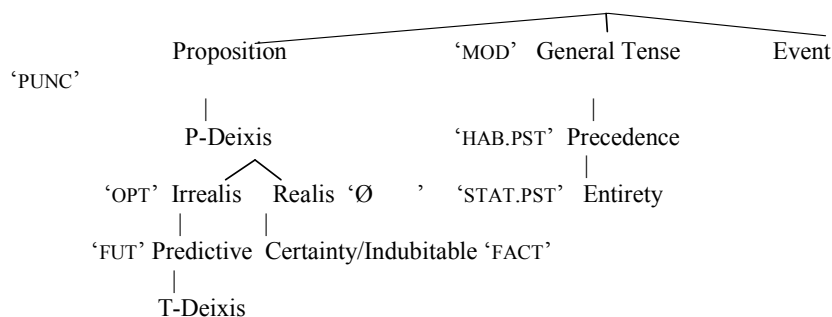 Proposition ‘MOD’ General Tense Event
‘PUNC’
P-Deixis ‘HAB.PST’ Precedence
‘OPT’ Irrealis Realis ‘Ø ’ ‘STAT.PST’ Entirety
‘FUT’ Predictive Certainty/Indubitable ‘FACT’
T-Deixis